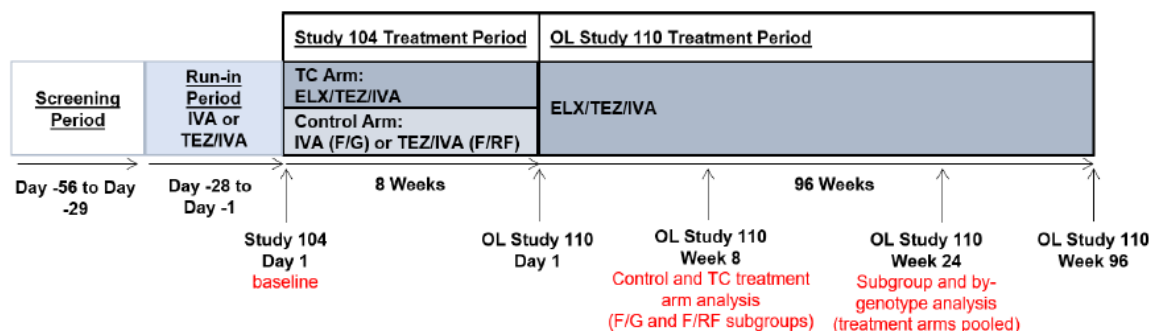 Study 104 Treatment Period
OL Study 110 Treatment Period
Screening
Period
Run-in
Period
IVA or
TEZ/IVA
TC Arm:
ELX/TEZ/IVA
Control Arm:
IVA (F/G) or TEZ/IVA (F/RF)
ELX/TEZ/IVA
Day -56 to Day
-29
Day -28 to
Day -1
8 Weeks
96 Weeks
Study 104
Day 1
baseline
OL Study 110
Day 1
OL Study 110
Week 8
Control and TC treatment
arm analysis
(F/G and F/RF subgroups)
OL Study 110
Week 24
Subgroup and by-
genotype analysis
(treatment arms pooled)
OL Study 110
Week 96